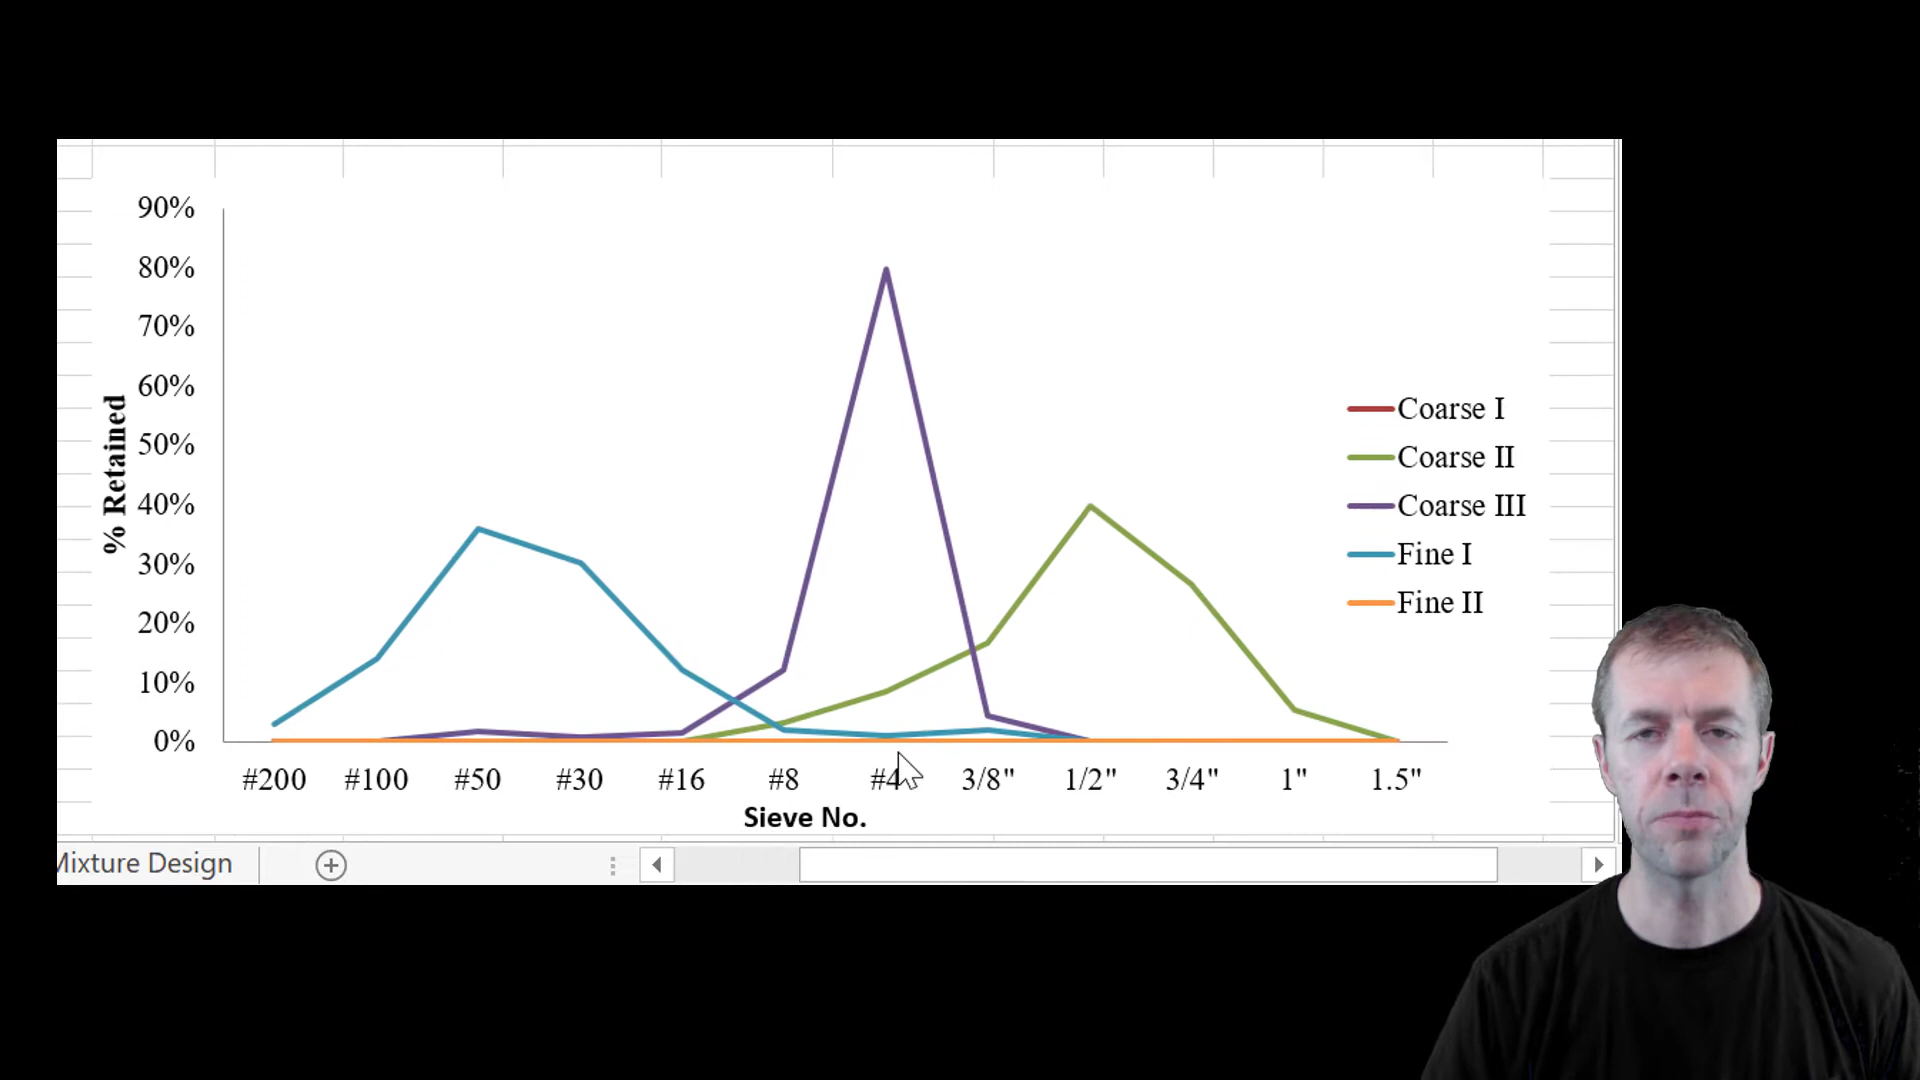 90%
80%
70%
60%
50%
40%
30%
20%
10%
0%
% Retained
#200 #100 #50 #30 #16 #8 #4 3/8" 1/2" 3/4" 1" 1.5"
Sieve No.
Coarse I
Coarse II
Coarse III
Fine I
Fine II
Mixture Design